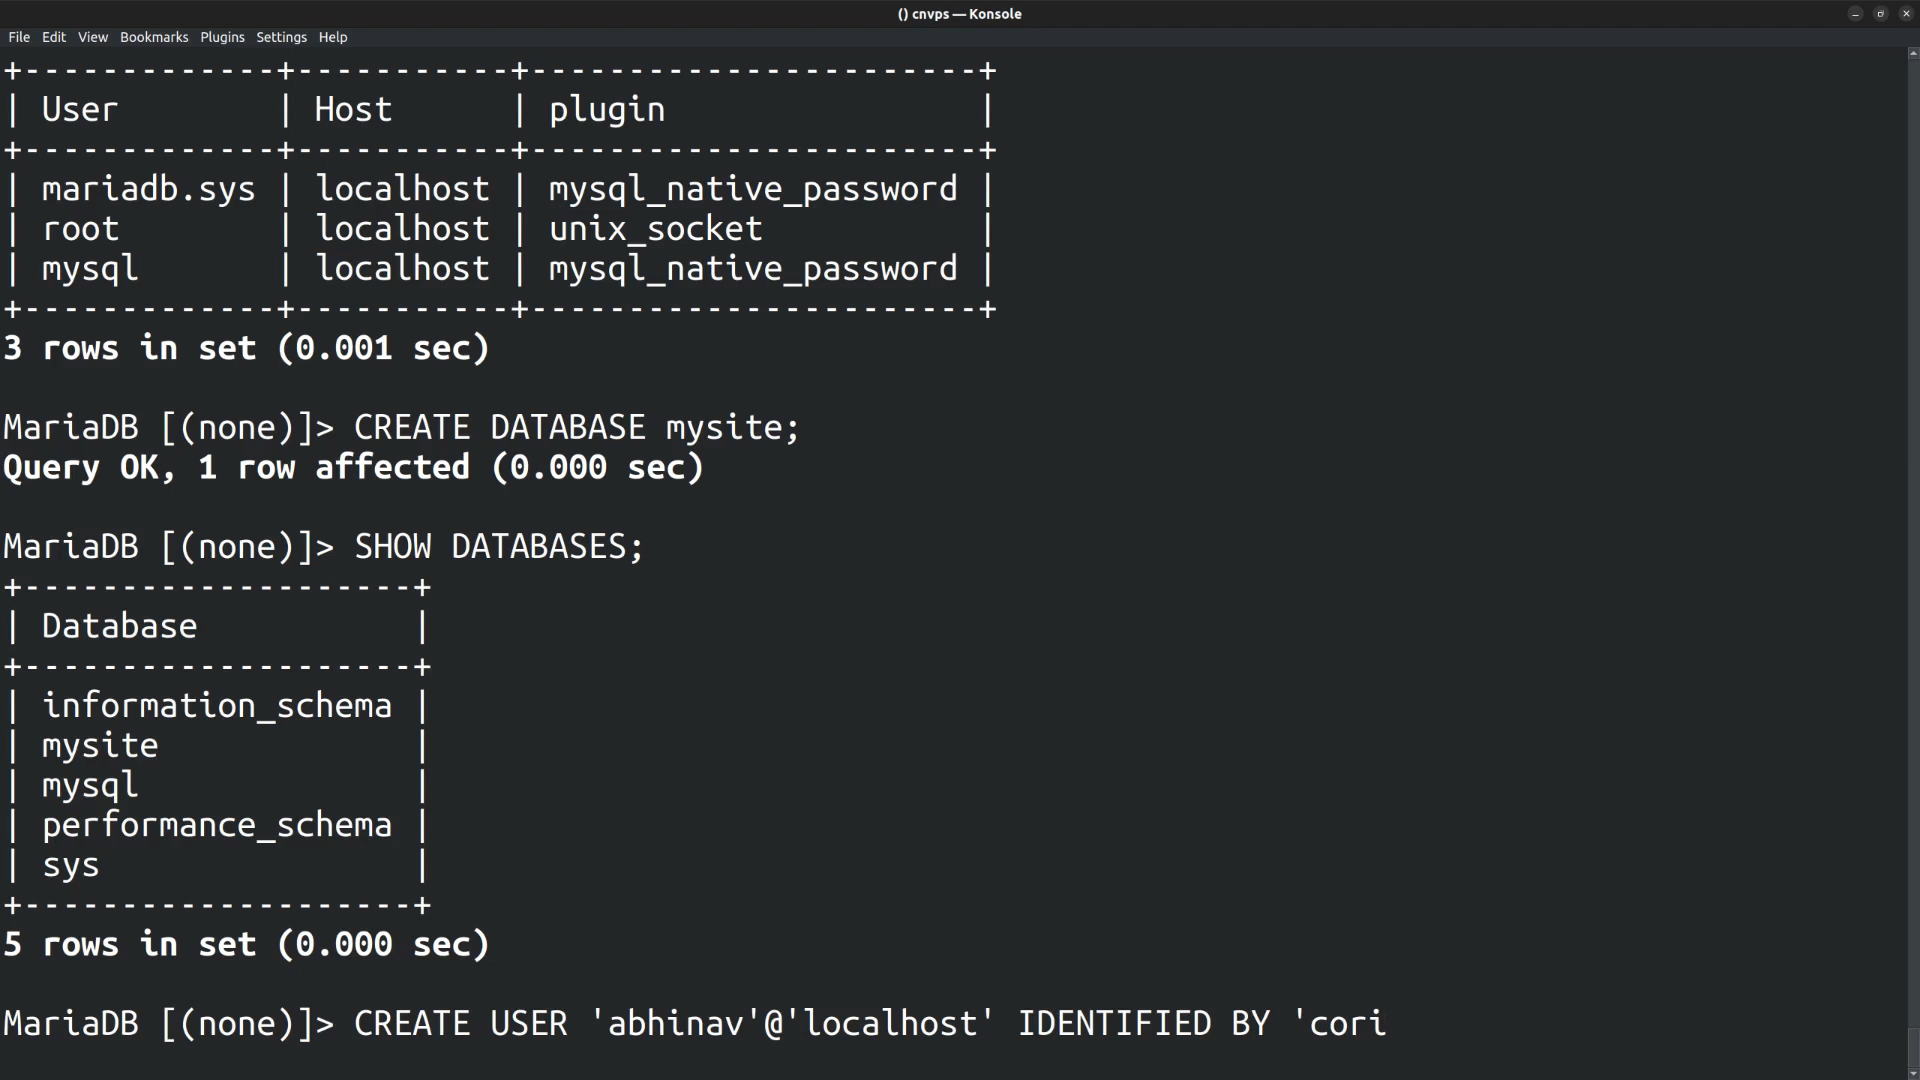 () cnvps — Konsole
File Edit View Bookmarks Plugins Settings Help
+-------------+-----------+-----------------------+
| User        | Host      | plugin                |
+-------------+-----------+-----------------------+
| mariadb.sys | localhost | mysql_native_password |
| root        | localhost | unix_socket           |
| mysql       | localhost | mysql_native_password |
+-------------+-----------+-----------------------+
3 rows in set (0.001 sec)
MariaDB [(none)]> CREATE DATABASE mysite;
Query OK, 1 row affected (0.000 sec)
MariaDB [(none)]> SHOW DATABASES;
+--------------------+
| Database           |
+--------------------+
| information_schema |
| mysite             |
| mysql              |
| performance_schema |
| sys                |
+--------------------+
5 rows in set (0.000 sec)
MariaDB [(none)]> CREATE USER 'abhinav'@'localhost' IDENTIFIED BY 'cori